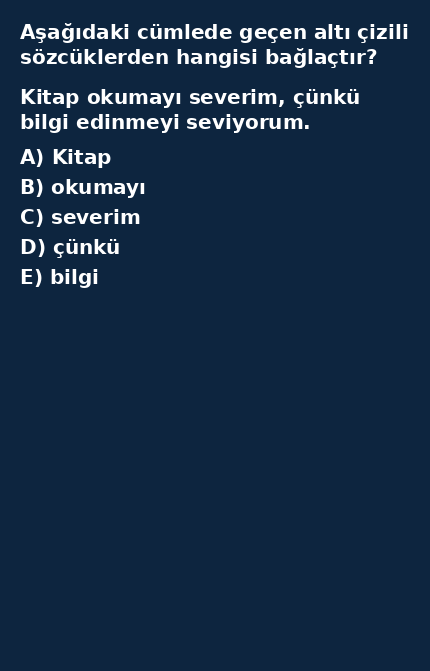 Aşağıdaki cümlede geçen altı çizili
sözcüklerden hangisi bağlaçtır?
Kitap okumayı severim, çünkü
bilgi edinmeyi seviyorum.
A) Kitap
B) okumayı
C) severim
D) çünkü
E) bilgi